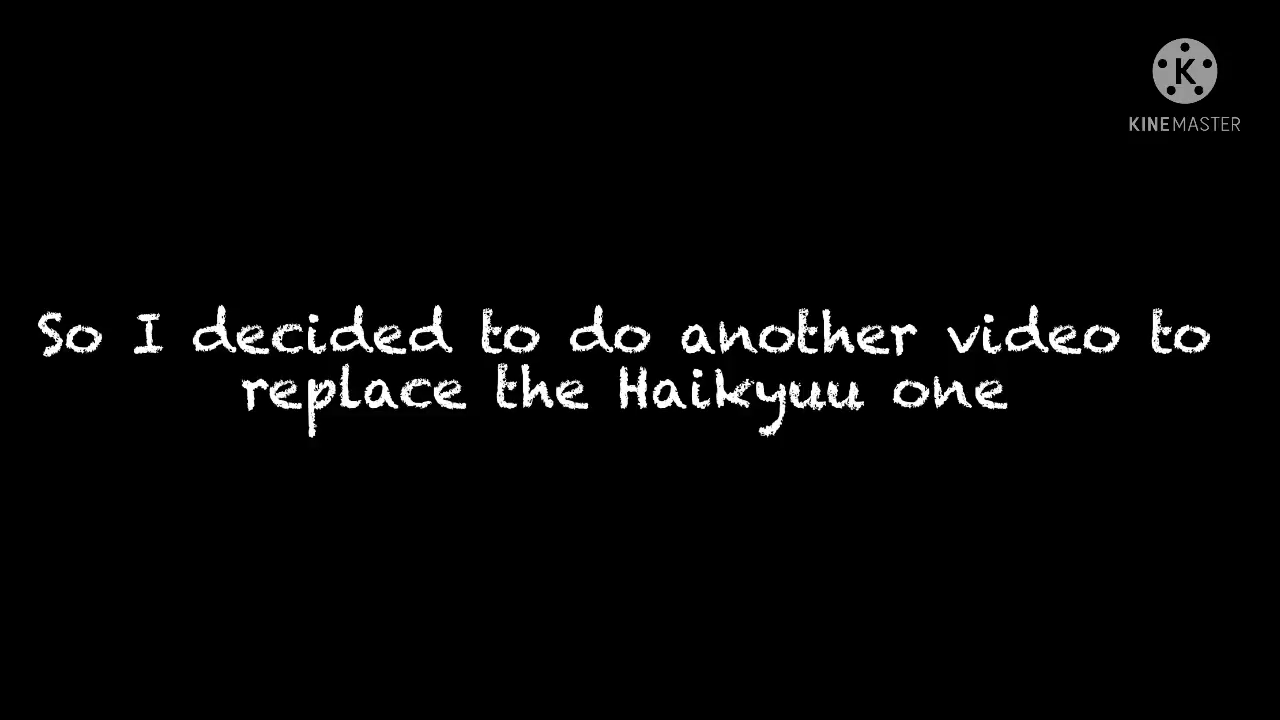 K
KINEMASTER
So I decided to do another video to
replace the Haikyuu one